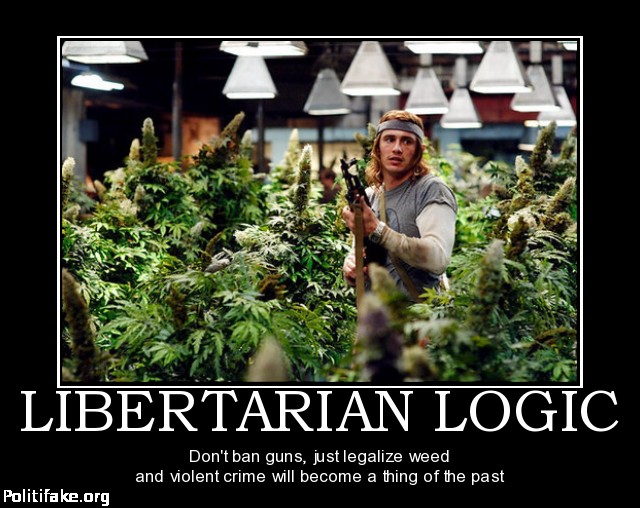 LIBERTARIAN LOGIC
Don't ban guns, just legalize weed
and violent crime will become a thing of the past
Politifake.org